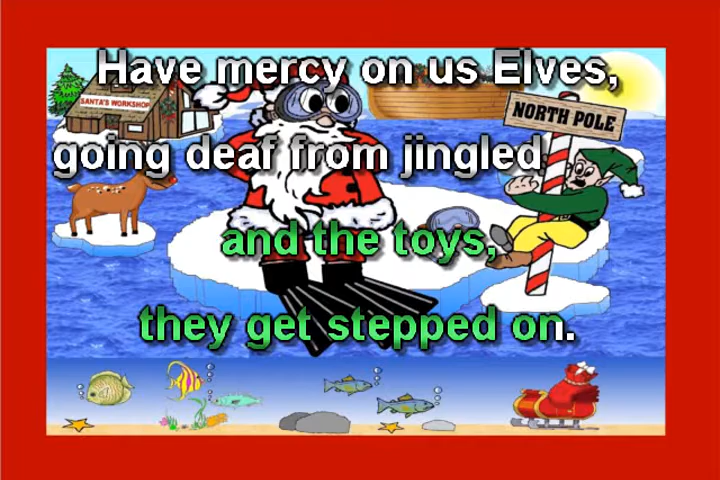 Have mercy on us Elves,
SANTA'S WORKSHOP
NORTH POLE
going deaf from jingled
and the toys,
they get stepped on.